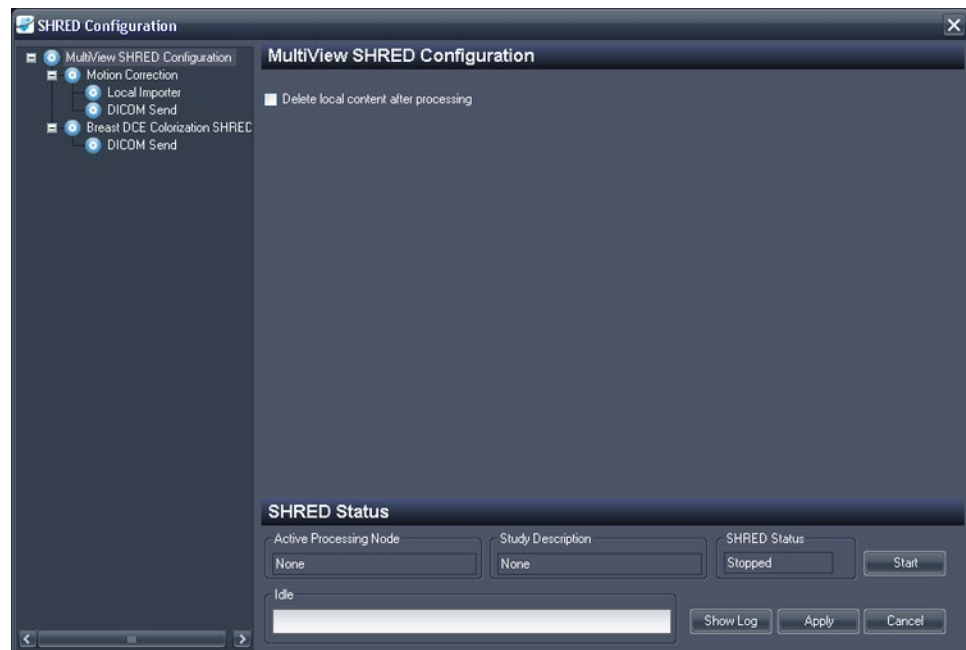 SHRED Configuration
MultiView SHRED Configuration
Motion Correction
Local Importer
DICOM Send
Breast DCE Colorization SHRED
DICOM Send
MultiView SHRED Configuration
Delete local content after processing
SHRED Status
Active Processing Node
None
Study Description
None
SHRED Status
Stopped
Start
Idle
Show Log
Apply
Cancel